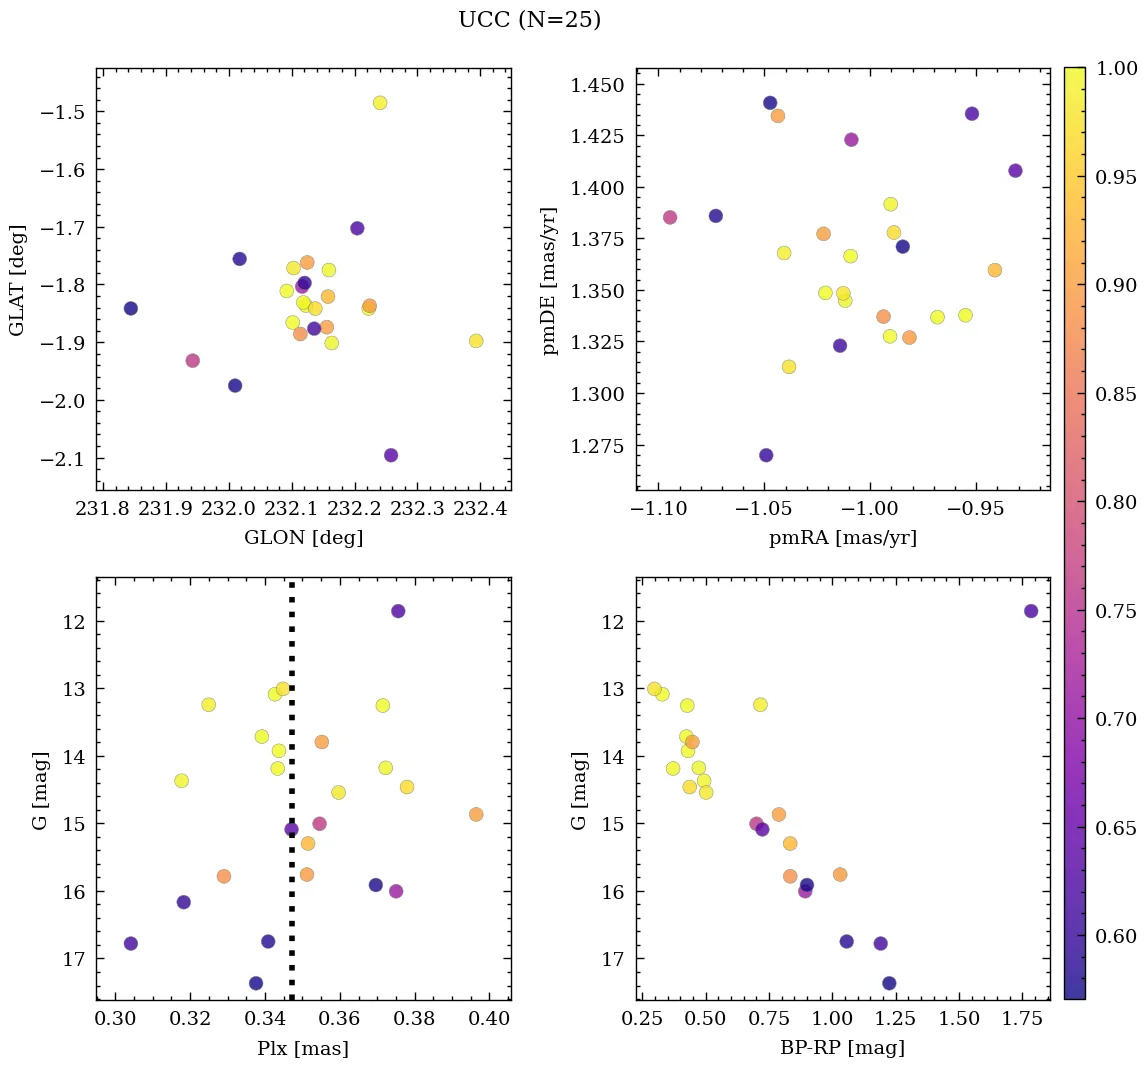 UCC (N=25)
−1.5
−1.6
−1.7
−1.8
−1.9
−2.0
−2.1
GLAT [deg]
231.8 231.9 232.0 232.1 232.2 232.3 232.4
GLON [deg]
1.450
1.425
1.400
1.375
1.350
1.325
1.300
1.275
pmDE [mas/yr]
−1.10 −1.05 −1.00 −0.95
pmRA [mas/yr]
12
13
14
15
16
17
G [mag]
0.30 0.32 0.34 0.36 0.38 0.40
Plx [mas]
12
13
14
15
16
17
G [mag]
0.25 0.50 0.75 1.00 1.25 1.50 1.75
BP-RP [mag]
1.00
0.95
0.90
0.85
0.80
0.75
0.70
0.65
0.60